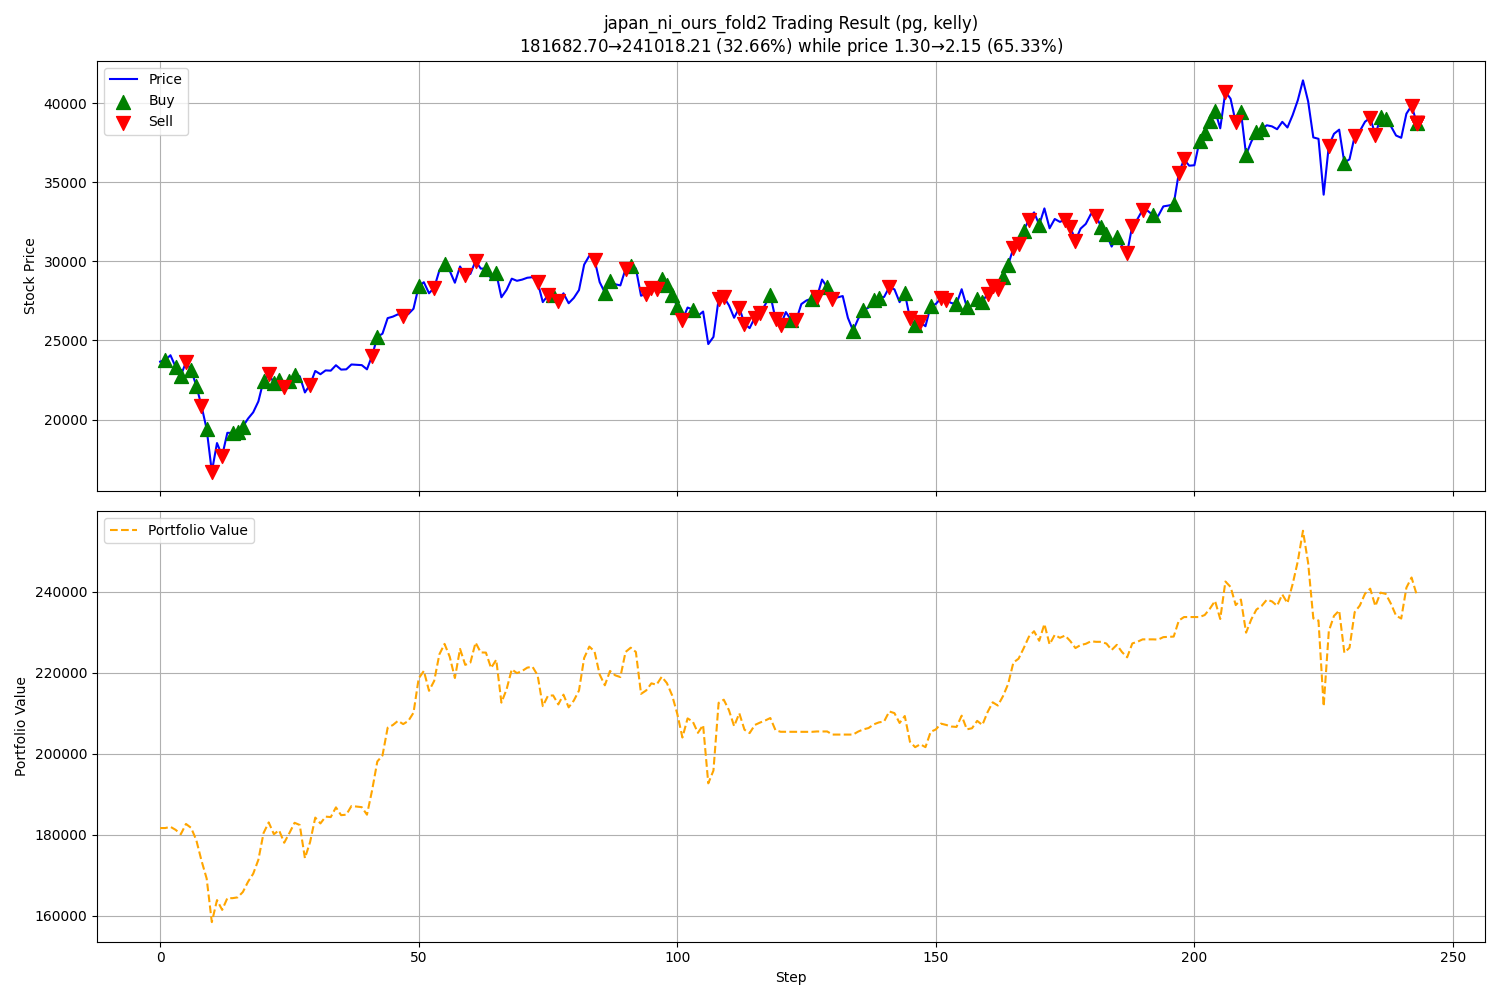 japan_ni_ours_fold2 Trading Result (pg, kelly)
181682.70→241018.21 (32.66%) while price 1.30→2.15 (65.33%)
Price
Buy
Sell
40000
35000
30000
25000
20000
Stock Price
Portfolio Value
240000
220000
200000
180000
160000
Portfolio Value
0
50
100
150
200
250
Step